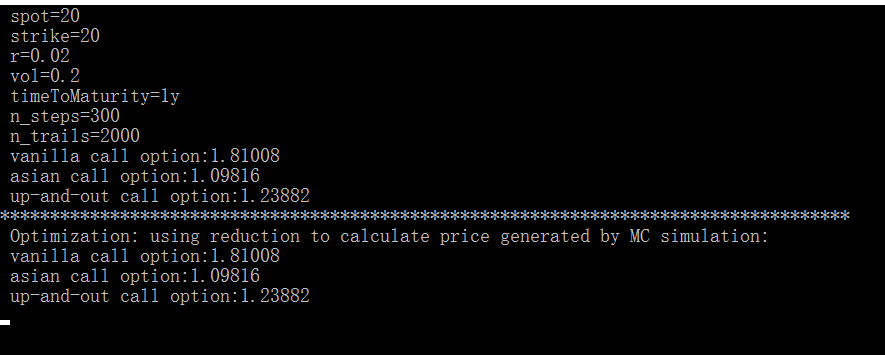 spot=20
strike=20
r=0.02
vol=0.2
timeToMaturity=1y
n_steps=300
n_trails=2000
vanilla call option:1.81008
asian call option:1.09816
up-and-out call option:1.23882
*************************************************************************************
Optimization: using reduction to calculate price generated by MC simulation:
vanilla call option:1.81008
asian call option:1.09816
up-and-out call option:1.23882